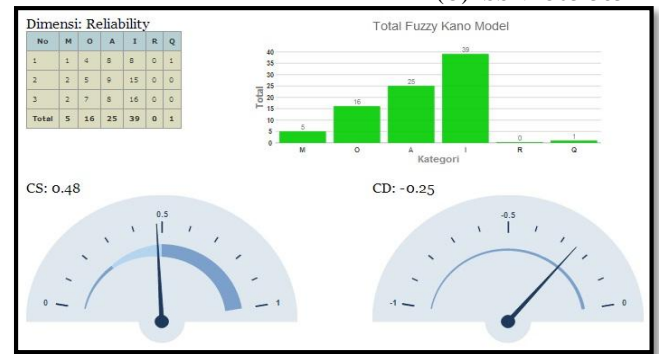 Dimensi: Reliability
No M O A I R Q
1 1 4 8 8 0 1
2 2 5 9 15 0 0
3 2 7 8 16 0 0
Total 5 16 25 39 0 1
Total Fuzzy Kano Model
Total
40
35
30
25
20
15
10
5
0
5 16 25 39 0 1
M O A I R Q
Kategori
CS: 0.48
0 0.5 1
CD: -0.25
-1 -0.5 0